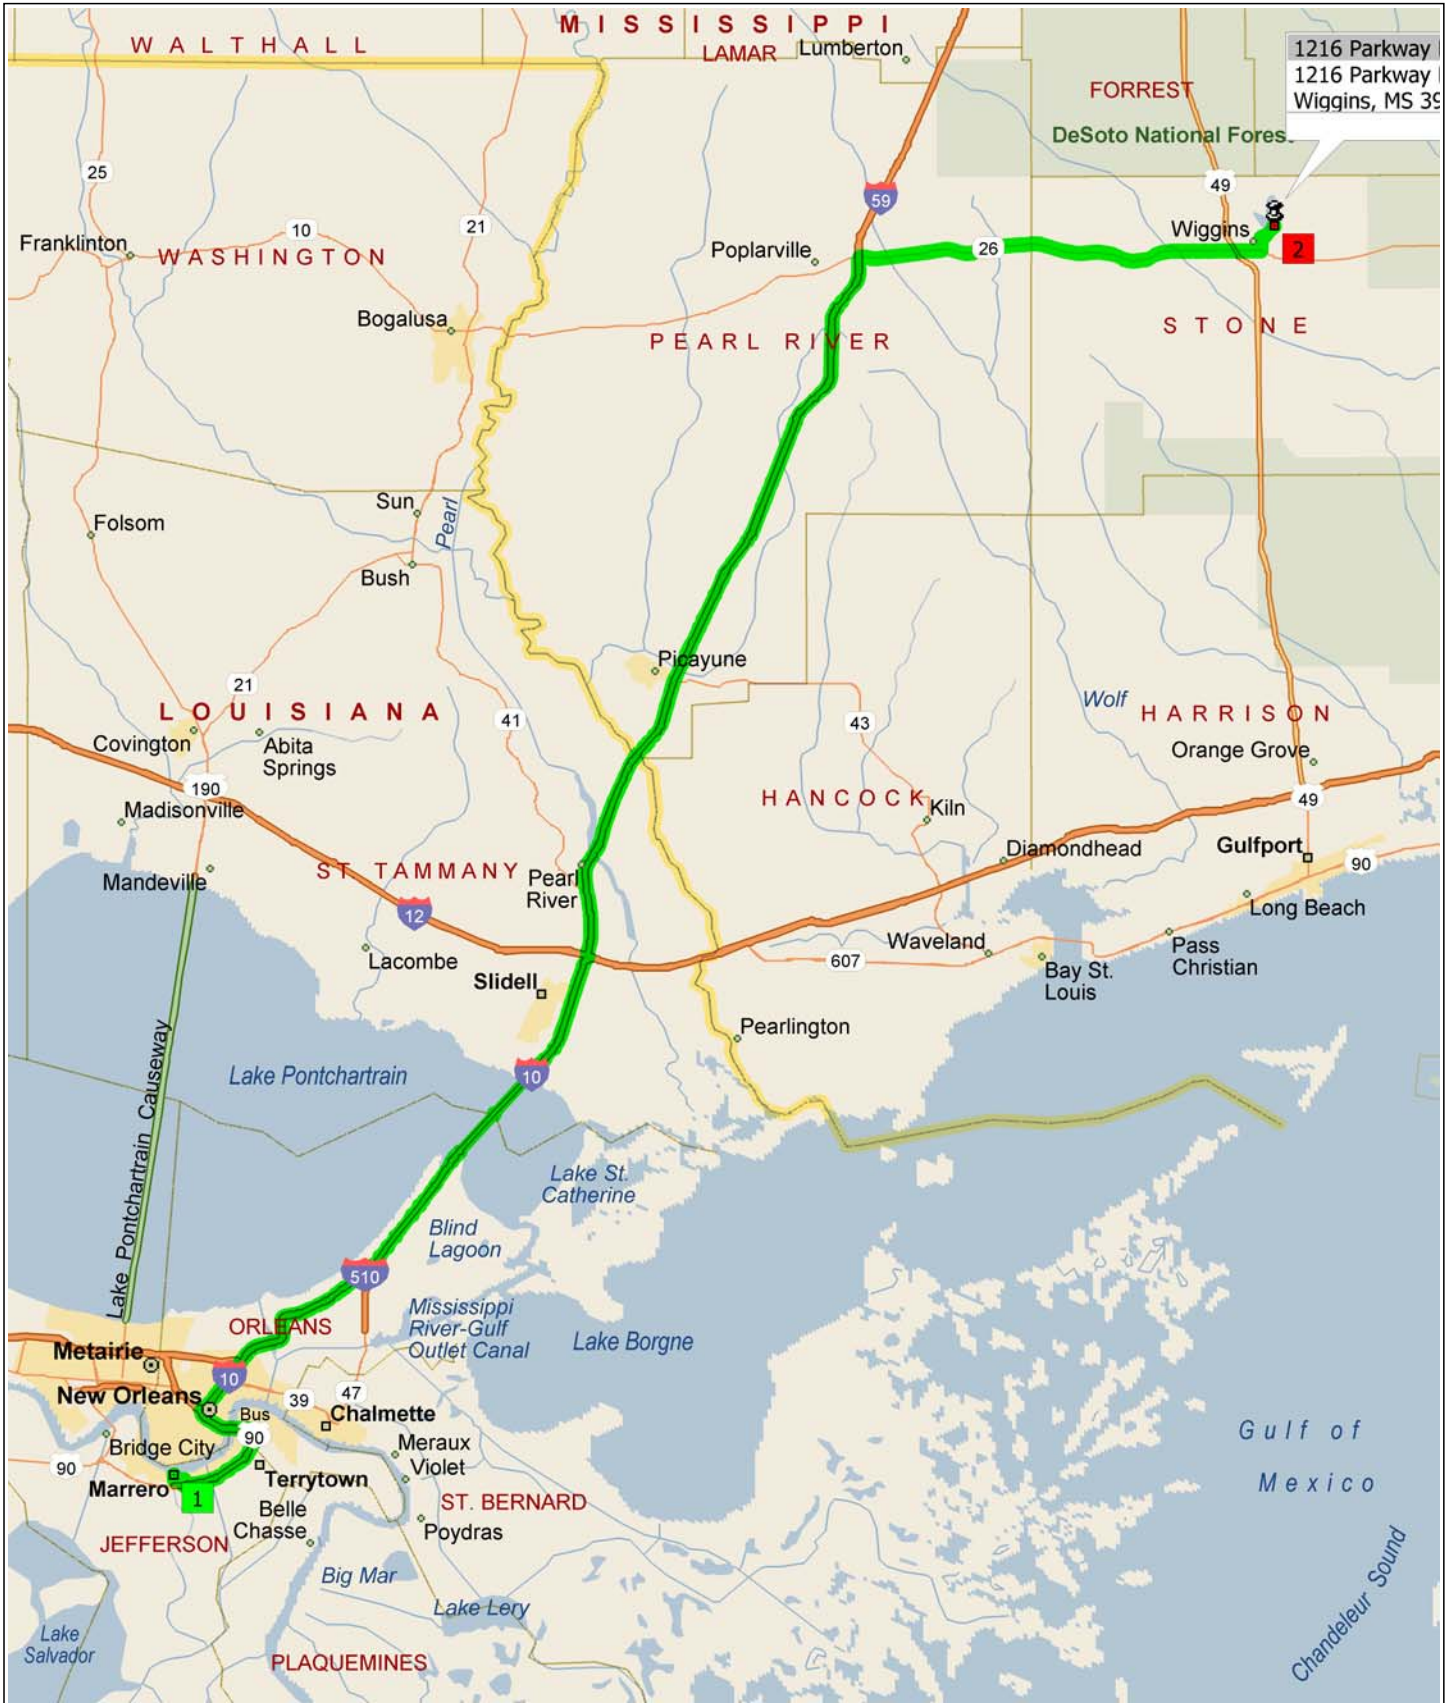 MISSISSIPPI
WALTHALL
LAMAR
Lumberton
1216 Parkway
1216 Parkway
Wiggins, MS 39
FORREST
DeSoto National Forest
25
49
59
10
21
Franklinton
WASHINGTON
Poplarville
26
Wiggins
2
Bogalusa
PEARL RIVER
STONE
Sun
Pearl
Folsom
Bush
Picayune
21
LOUISIANA
41
43
Wolf
HARRISON
Covington
Abita
Springs
Orange Grove
190
Madisonville
HANCOCK
Kiln
49
Diamondhead
Gulfport
90
ST. TAMMANY
Mandeville
Pearl
River
12
Long Beach
Lacombe
Waveland
607
Pass
Christian
Slidell
Bay St.
Louis
Pearlington
Lake Pontchartrain
10
Lake Pontchartrain Causeway
Lake St.
Catherine
Blind
Lagoon
510
Mississippi
River-Gulf
Outlet Canal
ORLEANS
Lake Borgne
Metairie
10
New Orleans
39
47
Bus
90
Chalmette
Bridge City
Meraux
Violet
90
Marrero
1
Terrytown
Belle
Chasse
ST. BERNARD
Poydras
JEFFERSON
Big Mar
Lake Lery
Lake
Salvador
PLAQUEMINES
Gulf of
Mexico
Chandeleur Sound